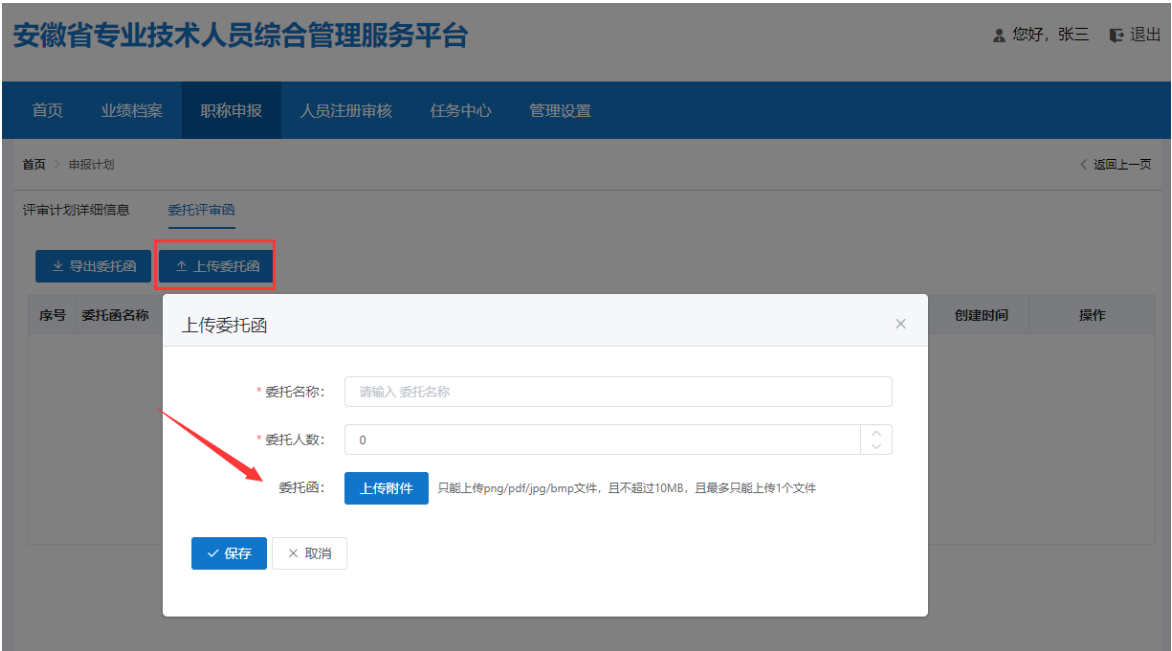 安徽省专业技术人员综合管理服务平台
您好, 张三 退出
首页 业绩档案 职称申报 人员注册审核 任务中心 管理设置
首页 > 申报计划 < 返回上一页
评审计划详细信息 委托评审函
导出委托函 上传委托函
序号 委托函名称 创建时间 操作
上传委托函 ×
* 委托名称: 请输入 委托名称
* 委托人数: 0
委托函: 上传附件 只能上传png/pdf/jpg/bmp文件, 且不超过10MB, 且最多只能上传1个文件
保存 取消